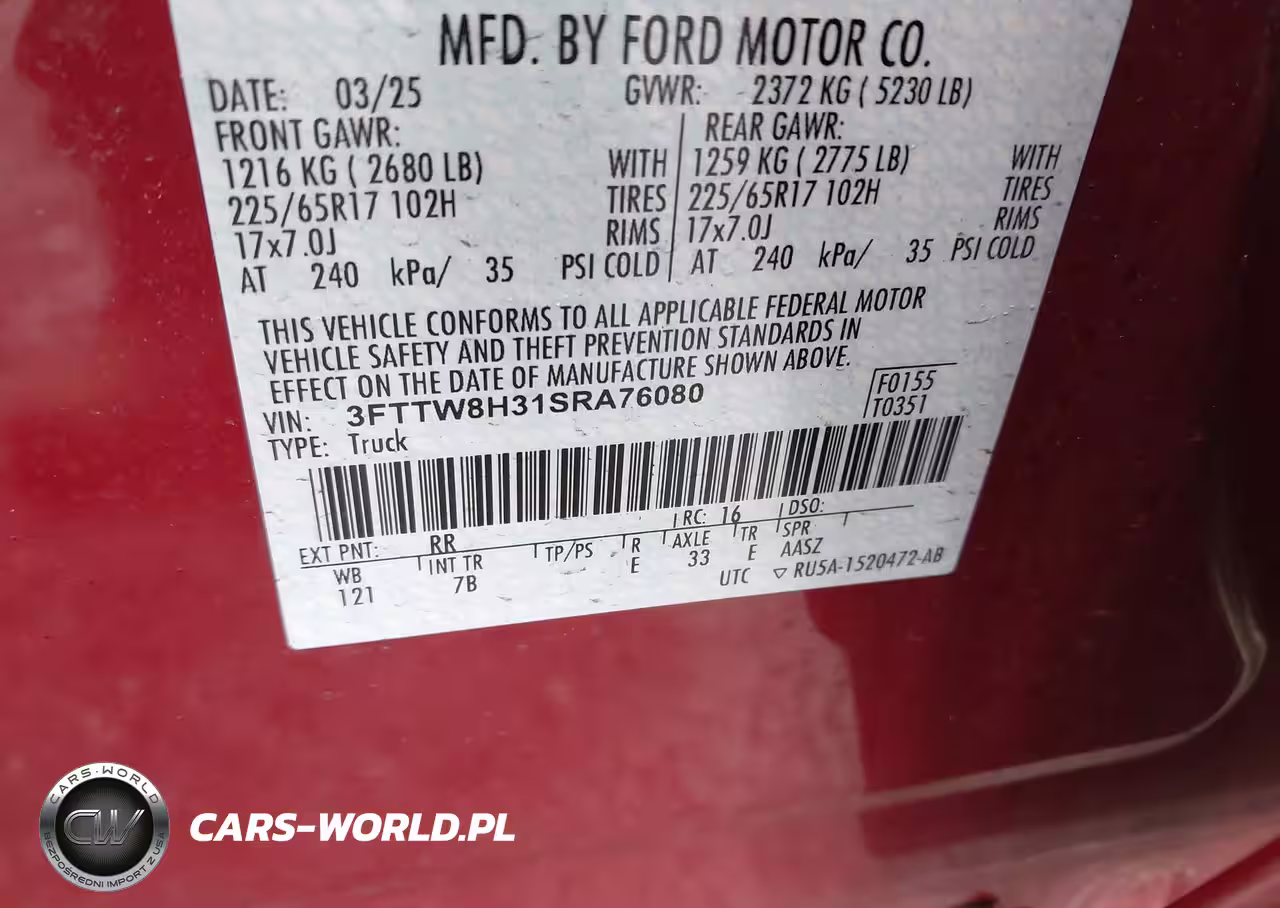 MFD. BY FORD MOTOR CO.
DATE: 03/25 GVWR: 2372 KG ( 5230 LB)
FRONT GAWR: REAR GAWR:
1216 KG ( 2680 LB) WITH 1259 KG ( 2775 LB) WITH
225/65R17 102H TIRES 225/65R17 102H TIRES
17x7.0J RIMS 17x7.0J RIMS
AT 240 kPa/ 35 PSI COLD AT 240 kPa/ 35 PSI COLD
THIS VEHICLE CONFORMS TO ALL APPLICABLE FEDERAL MOTOR
VEHICLE SAFETY AND THEFT PREVENTION STANDARDS IN
EFFECT ON THE DATE OF MANUFACTURE SHOWN ABOVE.
VIN: 3FTTW8H31SRA76080 F0155
TYPE: Truck T0351
RC: 16 DSO:
EXT PNT: RR
WB INT TR TP/PS R AXLE TR SPR
121 7B E 33 E AASZ
UTC ▽ RU5A-1520472-AB
CARS-WORLD
CW
BEZPOŚREDNI IMPORT Z USA
CARS-WORLD.PL